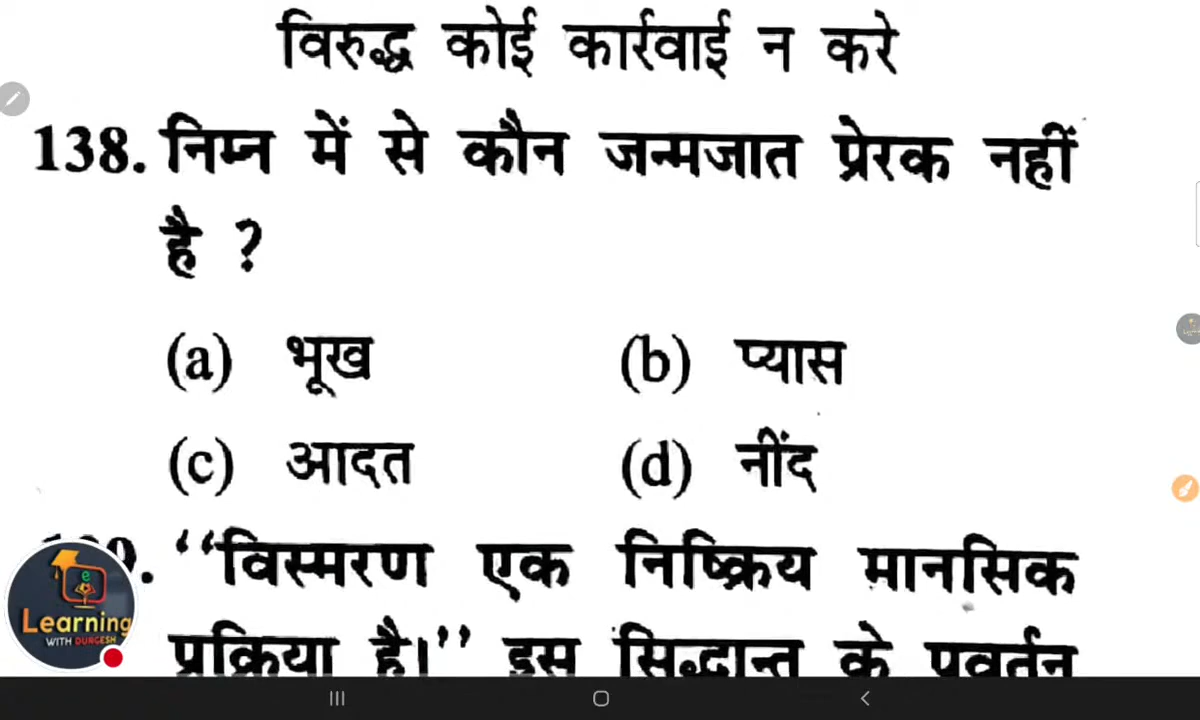 विरुद्ध कोई कार्रवाई न करे
138. निम्न में से कौन जन्मजात प्रेरक नहीं
है ?
(a) भूख (b) प्यास
(c) आदत (d) नींद
“विस्मरण एक निष्क्रिय मानसिक
प्रक्रिया है।” इस सिद्धान्त के प्रवर्तन
e
Learning
WITH DURGESH